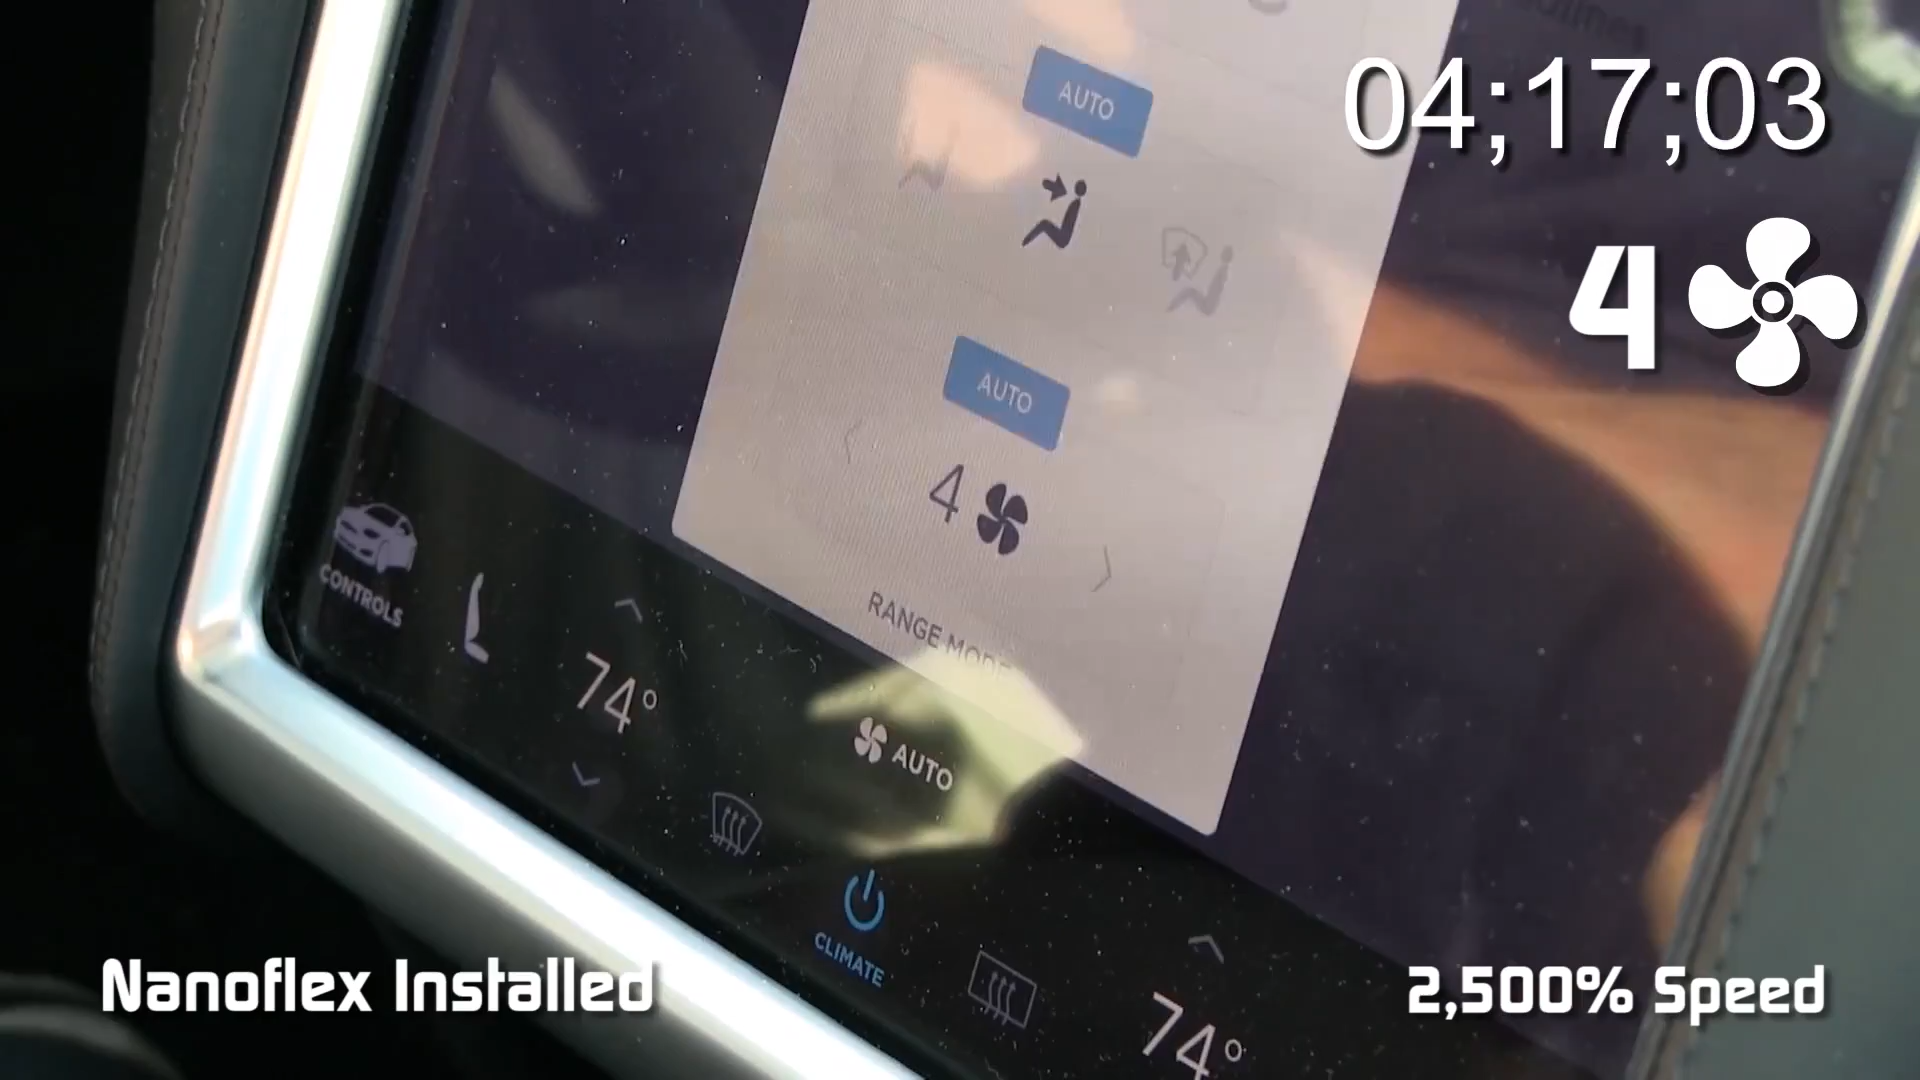 04;17;03
AUTO
4
AUTO
4
RANGE MODE
CONTROLS
74°
AUTO
CLIMATE
74°
Nanoflex Installed
2,500% Speed